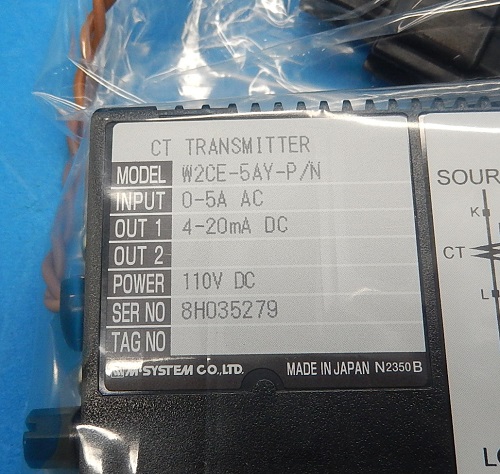 CT TRANSMITTER
MODEL W2CE-5AY-P/N
INPUT 0-5A AC
OUT 1 4-20mA DC
OUT 2
POWER 110V DC
SER NO 8H035279
TAG NO
M-SYSTEM CO.,LTD. MADE IN JAPAN N2350 B
SOUR
K
CT
L